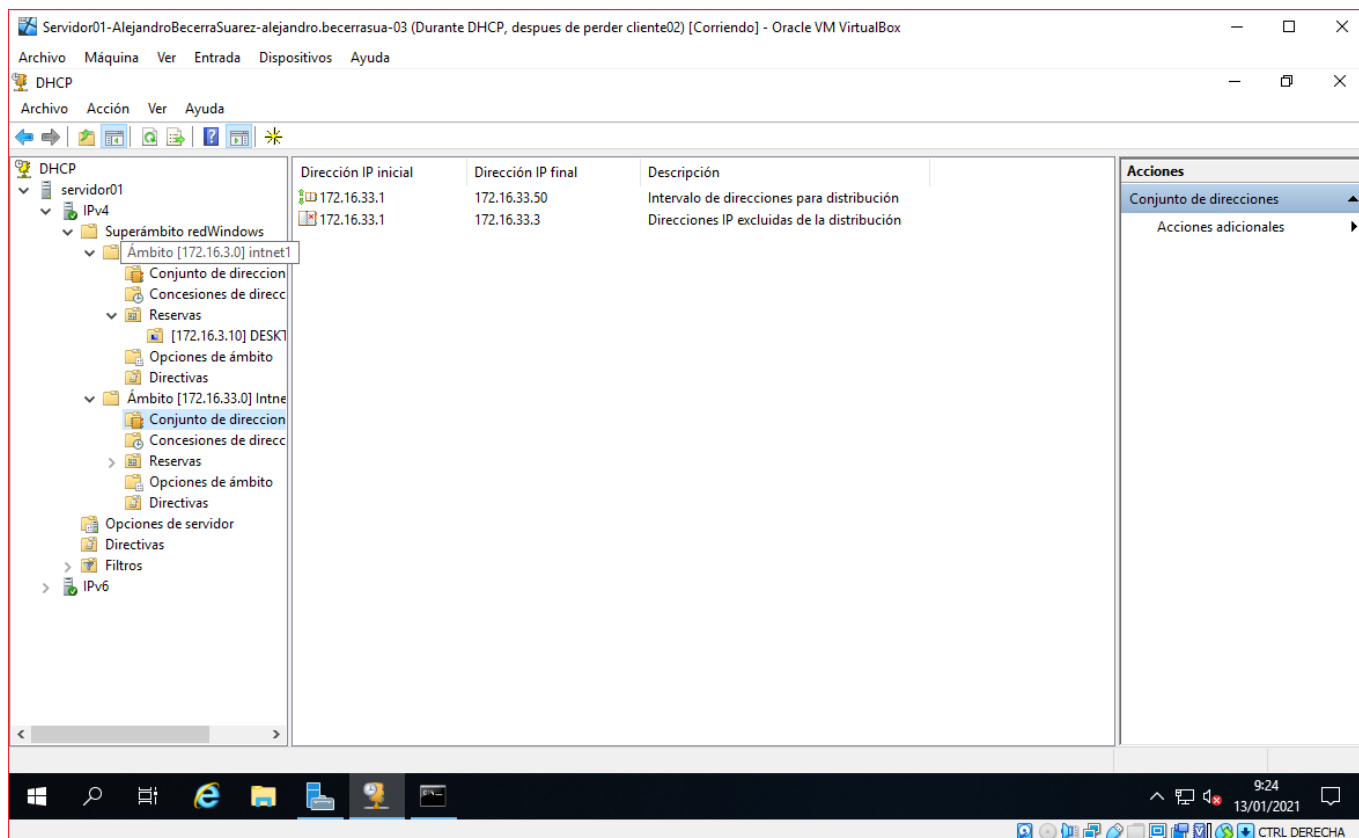 Servidor01-AlejandroBecerraSuarez-alejandro.becerrasua-03 (Durante DHCP, despues de perder cliente02) [Corriendo] - Oracle VM VirtualBox
Archivo Máquina Ver Entrada Dispositivos Ayuda
DHCP
Archivo Acción Ver Ayuda
DHCP
servidor01
IPv4
Superámbito redWindows
Ámbito [172.16.3.0] intnet1
Conjunto de direccion
Concesiones de direcc
Reservas
[172.16.3.10] DESKT
Opciones de ámbito
Directivas
Ámbito [172.16.33.0] Intne
Conjunto de direccion
Concesiones de direcc
Reservas
Opciones de ámbito
Directivas
Opciones de servidor
Directivas
Filtros
IPv6
Dirección IP inicial Dirección IP final Descripción
172.16.33.1 172.16.33.50 Intervalo de direcciones para distribución
172.16.33.1 172.16.33.3 Direcciones IP excluidas de la distribución
Acciones
Conjunto de direcciones
Acciones adicionales
9:24
13/01/2021
CTRL DERECHA